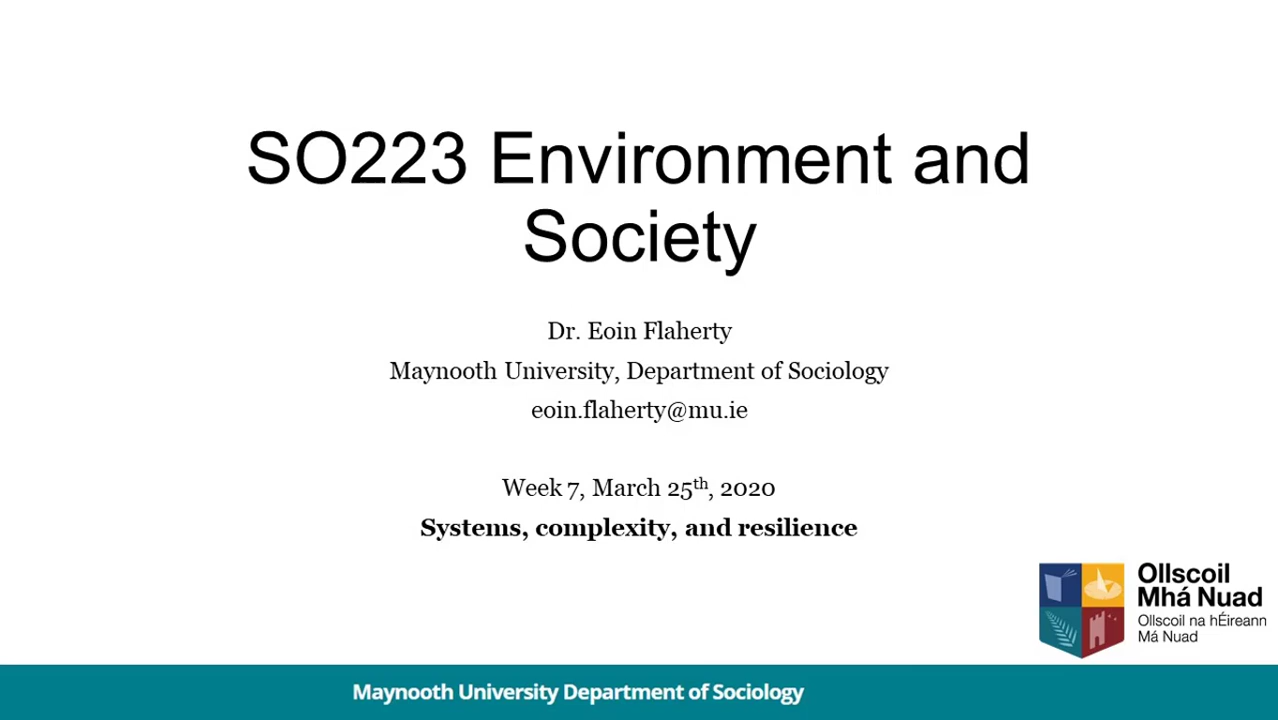 SO223 Environment and
Society
Dr. Eoin Flaherty
Maynooth University, Department of Sociology
eoin.flaherty@mu.ie
Week 7, March 25th, 2020
Systems, complexity, and resilience
Ollscoil
Mhá Nuad
Ollscoil na hÉireann
Má Nuad
Maynooth University Department of Sociology